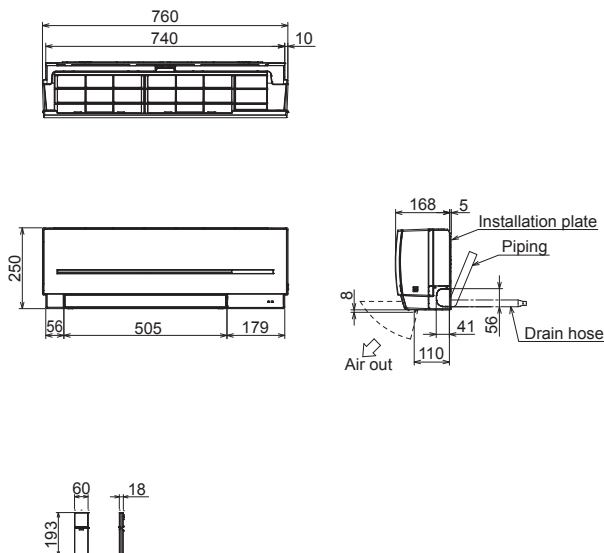 760
740 10
168 5
Installation plate
Piping
250
8
56 505 179
41
56
Drain hose
110
Air out
60 18
193